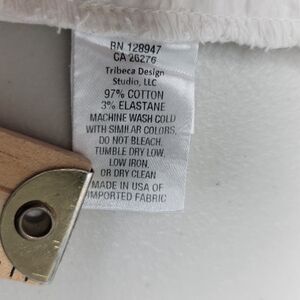 RN 128947
CA 26276
Tribeca Design
Studio, LLC
97% COTTON
3% ELASTANE
MACHINE WASH COLD
WITH SIMILAR COLORS,
DO NOT BLEACH,
TUMBLE DRY LOW,
LOW IRON,
OR DRY CLEAN
MADE IN USA OF
IMPORTED FABRIC